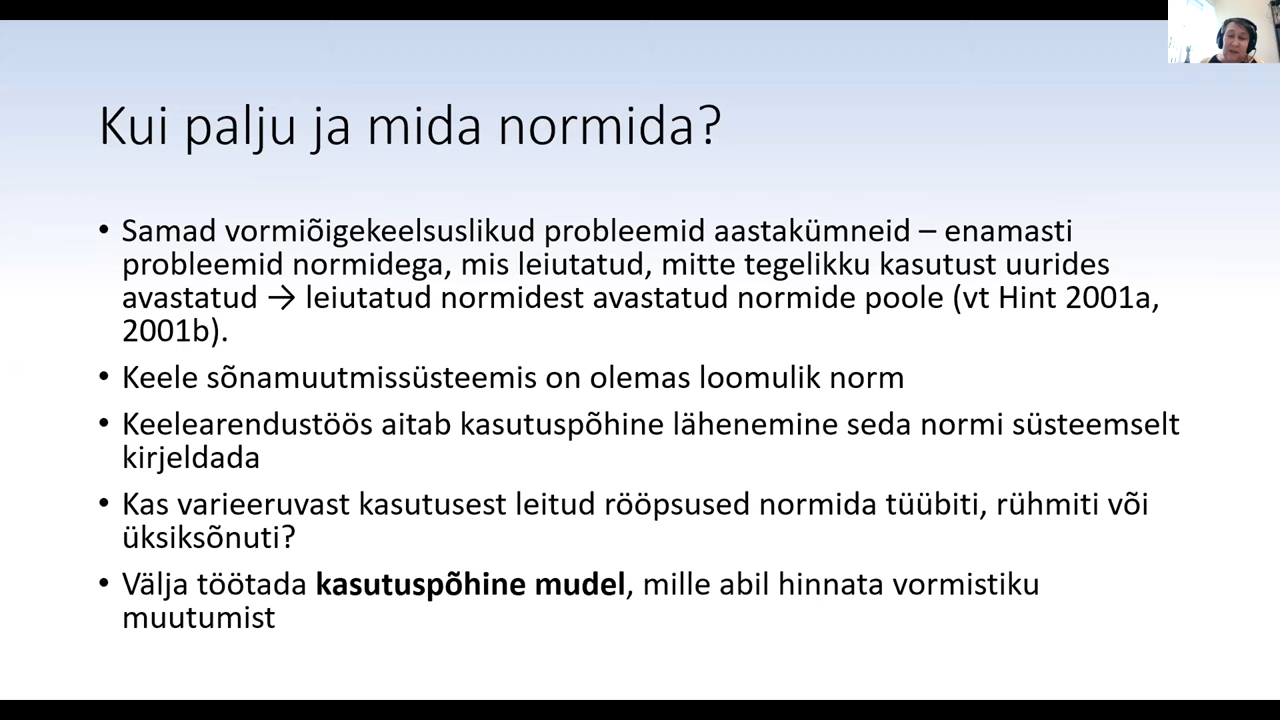 Kui palju ja mida normida?
• Samad vormiõigekeelsuslikud probleemid aastakümneid – enamasti
probleemid normidega, mis leiutatud, mitte tegelikku kasutust uurides
avastatud → leiutatud normidest avastatud normide poole (vt Hint 2001a,
2001b).
• Keele sõnamuutmissüsteemis on olemas loomulik norm
• Keelearendustöös aitab kasutuspõhine lähenemine seda normi süsteemselt
kirjeldada
• Kas varieeruvast kasutusest leitud rööpsused normida tüübiti, rühmiti või
üksiksõnuti?
• Välja töötada kasutuspõhine mudel, mille abil hinnata vormistiku
muutumist